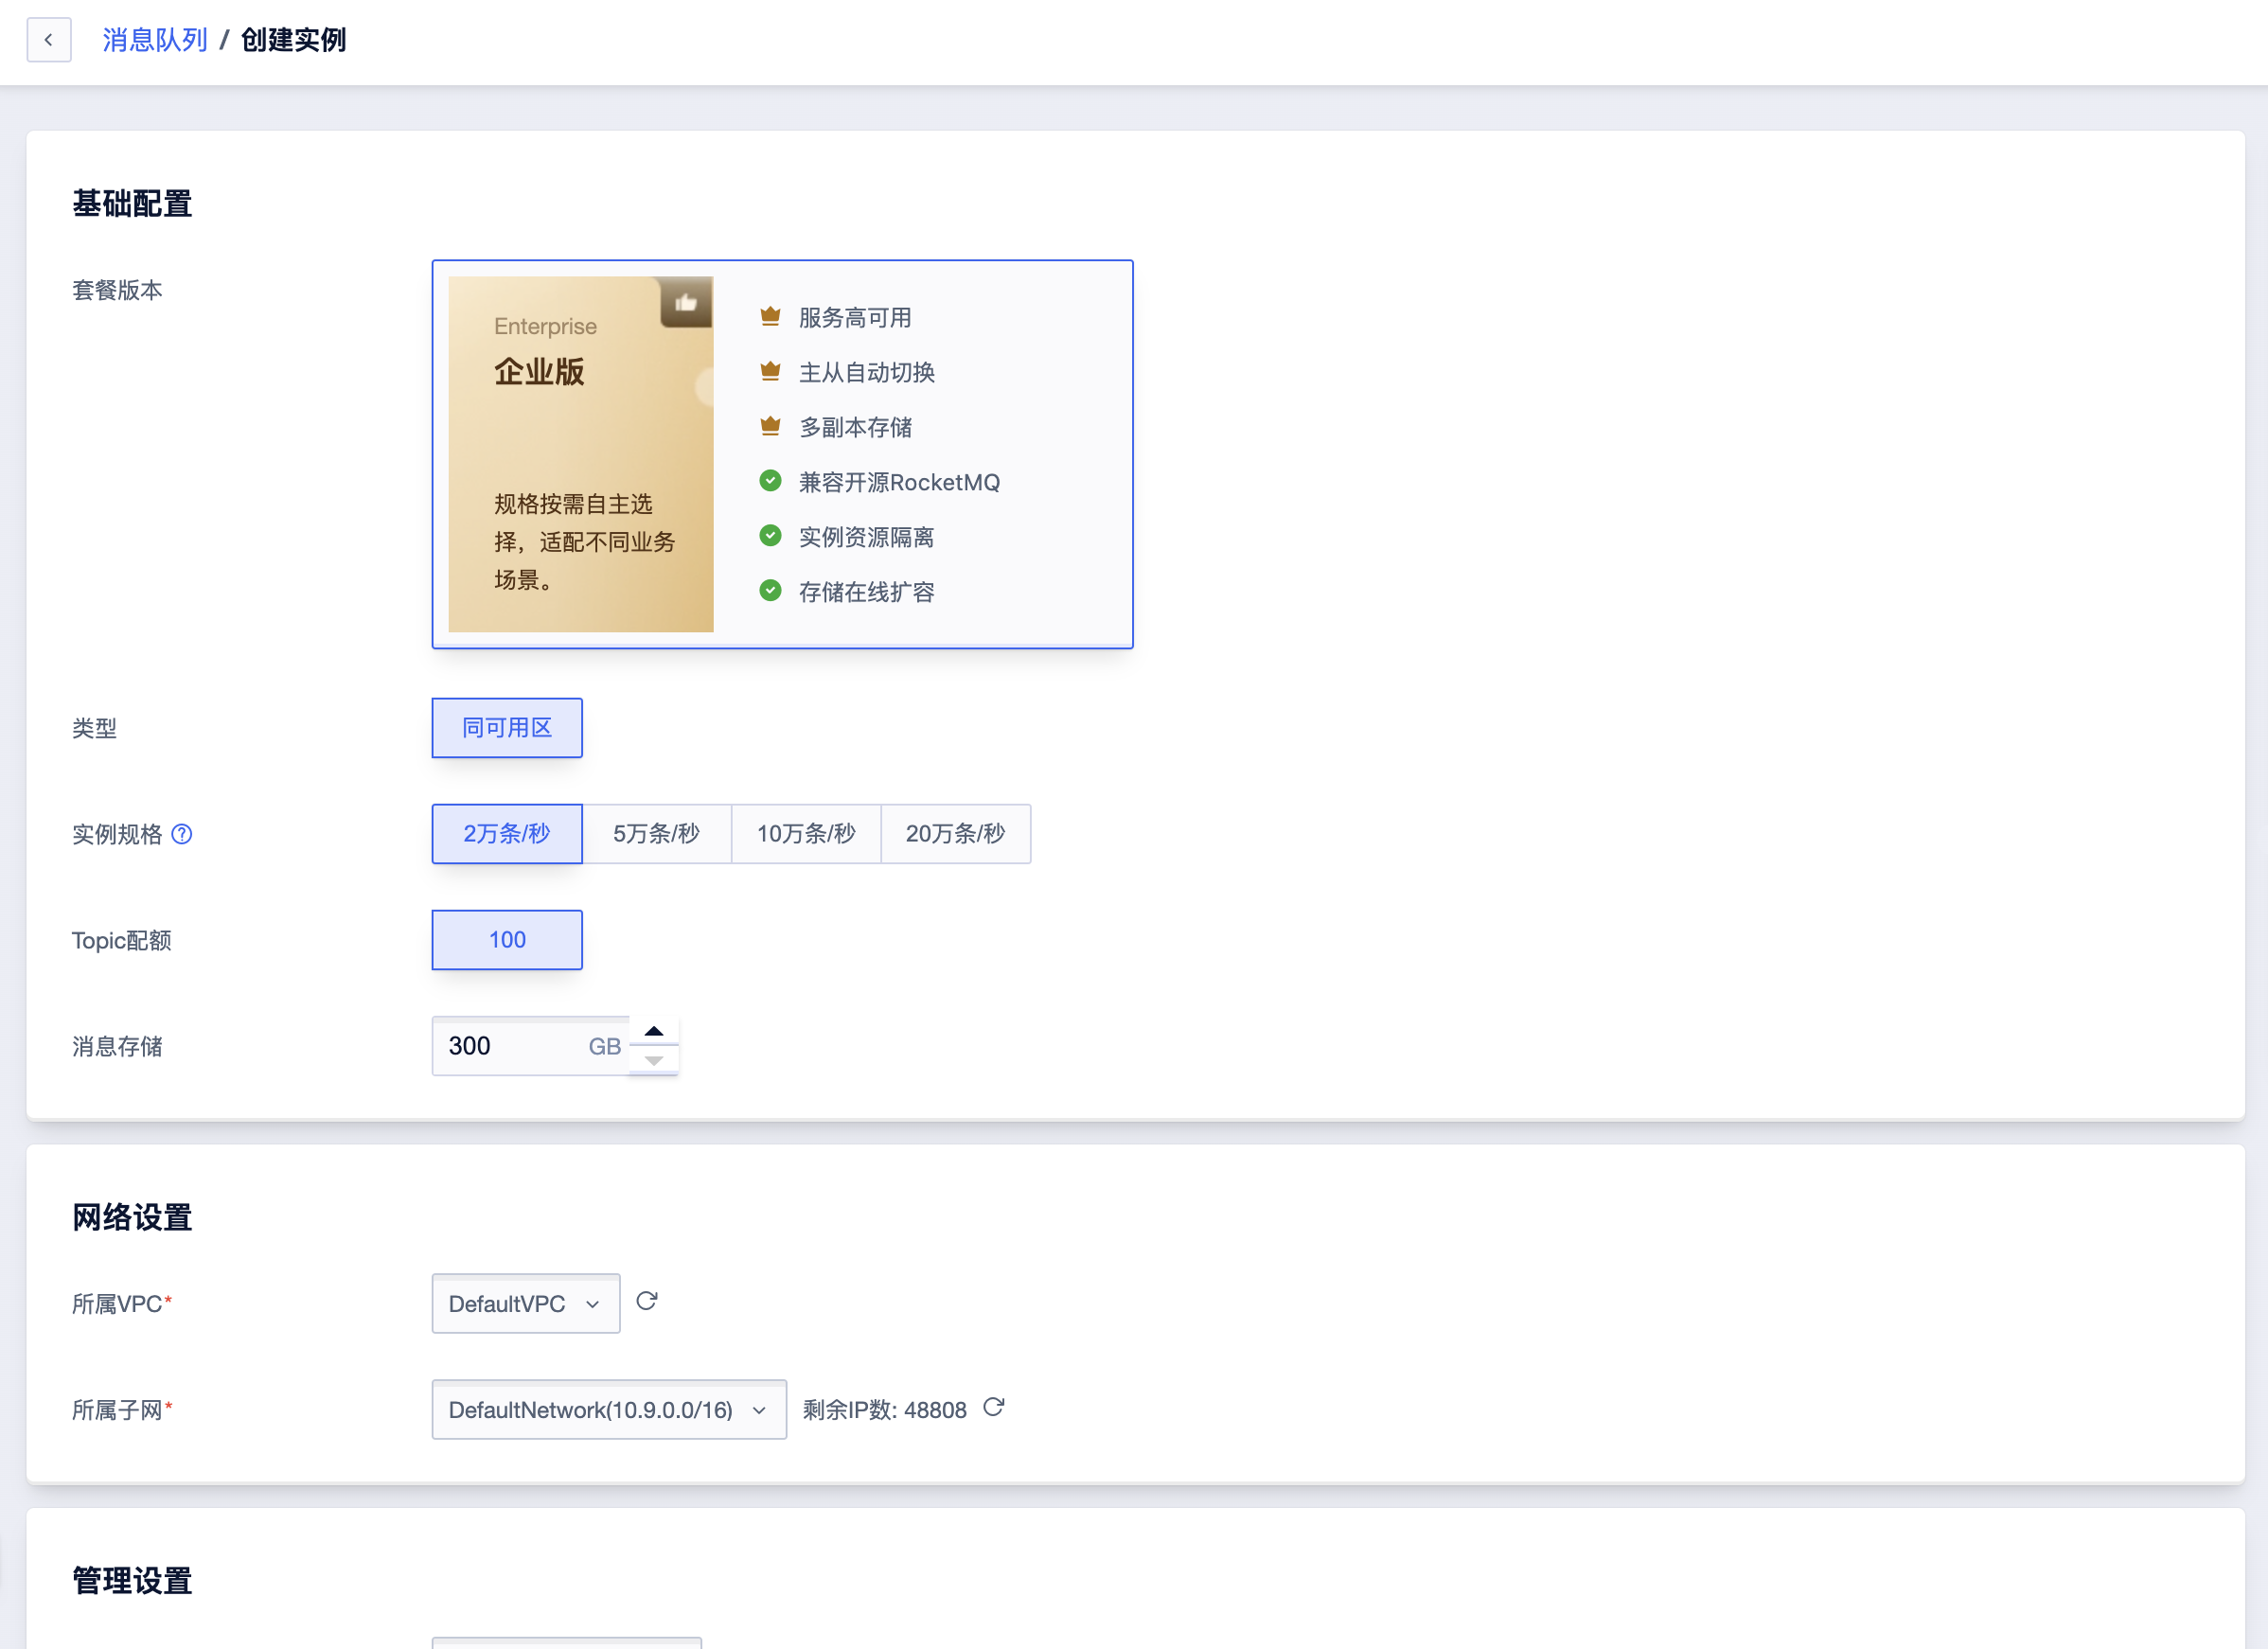 消息队列 / 创建实例
基础配置
套餐版本
Enterprise
企业版
规格按需自主选
择，适配不同业务
场景。
服务高可用
主从自动切换
多副本存储
兼容开源RocketMQ
实例资源隔离
存储在线扩容
类型
同可用区
实例规格 ?
2万条/秒 5万条/秒 10万条/秒 20万条/秒
Topic配额
100
消息存储
300 GB
网络设置
所属VPC*
DefaultVPC
所属子网*
DefaultNetwork(10.9.0.0/16) 剩余IP数: 48808
管理设置